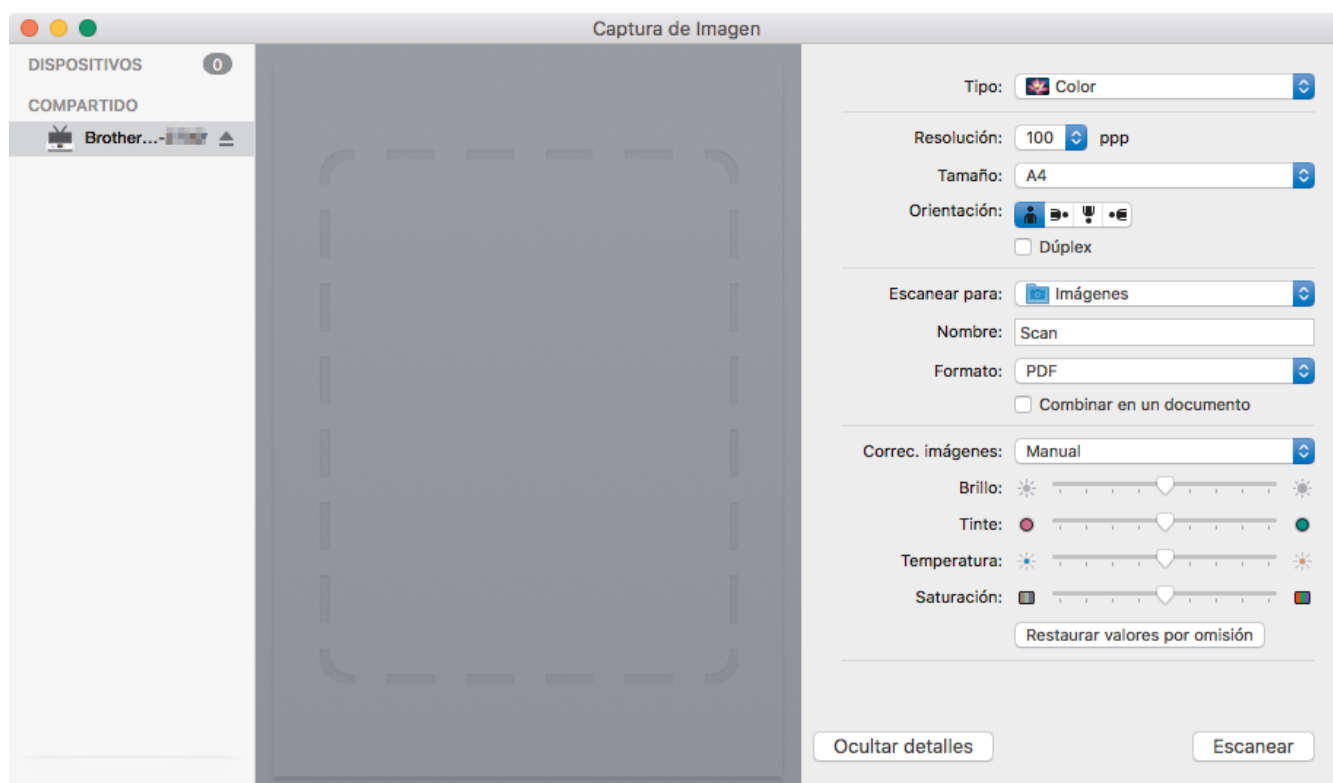 Captura de Imagen
DISPOSITIVOS 0
COMPARTIDO
Brother...-
Tipo: Color
Resolución: 100 ppp
Tamaño: A4
Orientación:
Dúplex
Escanear para: Imágenes
Nombre: Scan
Formato: PDF
Combinar en un documento
Correc. imágenes: Manual
Brillo:
Tinte:
Temperatura:
Saturación:
Restaurar valores por omisión
Ocultar detalles Escanear